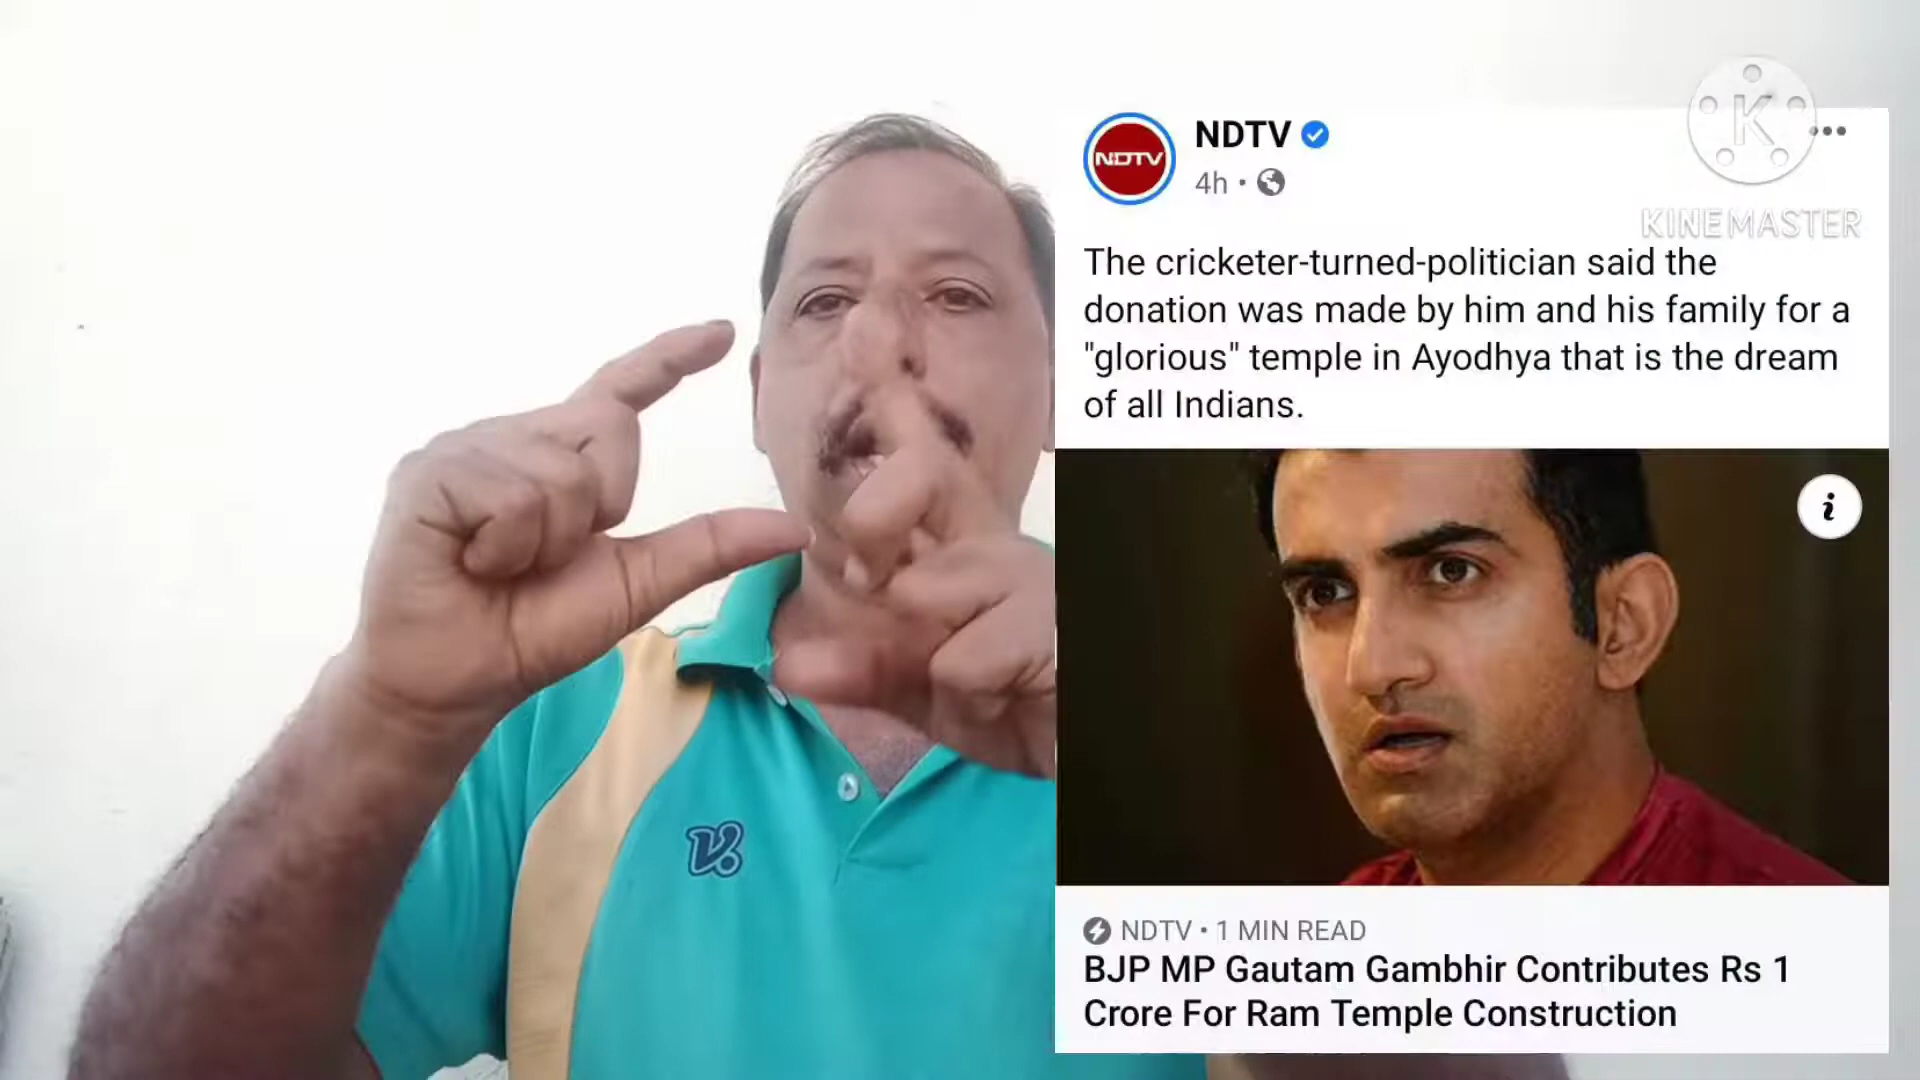 NDTV
NDTV
4h
KINEMASTER
The cricketer-turned-politician said the
donation was made by him and his family for a
"glorious" temple in Ayodhya that is the dream
of all Indians.
V
NDTV • 1 MIN READ
BJP MP Gautam Gambhir Contributes Rs 1
Crore For Ram Temple Construction